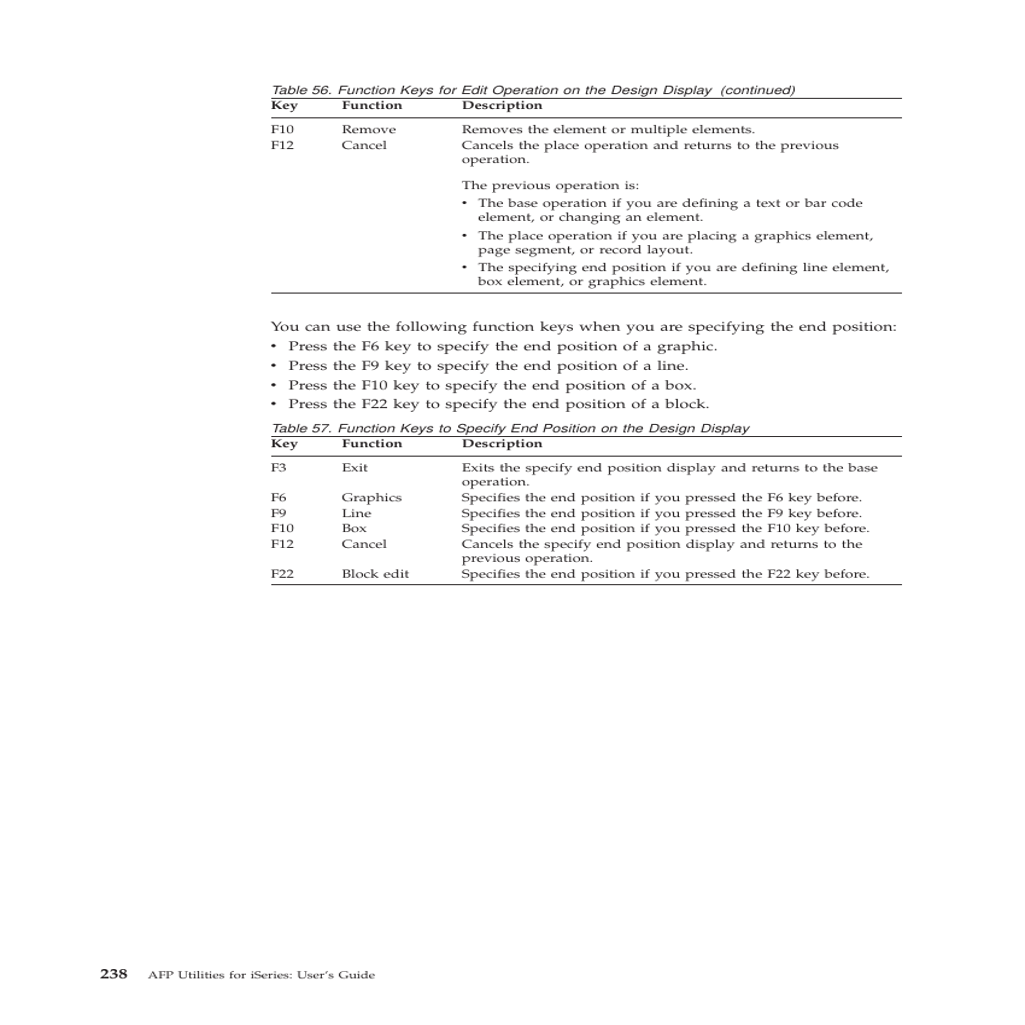 Table 56. Function Keys for Edit Operation on the Design Display (continued)
Key Function Description
F10 Remove Removes the element or multiple elements.
F12 Cancel Cancels the place operation and returns to the previous
operation.
The previous operation is:
• The base operation if you are defining a text or bar code
element, or changing an element.
• The place operation if you are placing a graphics element,
page segment, or record layout.
• The specifying end position if you are defining line element,
box element, or graphics element.
You can use the following function keys when you are specifying the end position:
• Press the F6 key to specify the end position of a graphic.
• Press the F9 key to specify the end position of a line.
• Press the F10 key to specify the end position of a box.
• Press the F22 key to specify the end position of a block.
Table 57. Function Keys to Specify End Position on the Design Display
Key Function Description
F3 Exit Exits the specify end position display and returns to the base
operation.
F6 Graphics Specifies the end position if you pressed the F6 key before.
F9 Line Specifies the end position if you pressed the F9 key before.
F10 Box Specifies the end position if you pressed the F10 key before.
F12 Cancel Cancels the specify end position display and returns to the
previous operation.
F22 Block edit Specifies the end position if you pressed the F22 key before.
238 AFP Utilities for iSeries: User's Guide